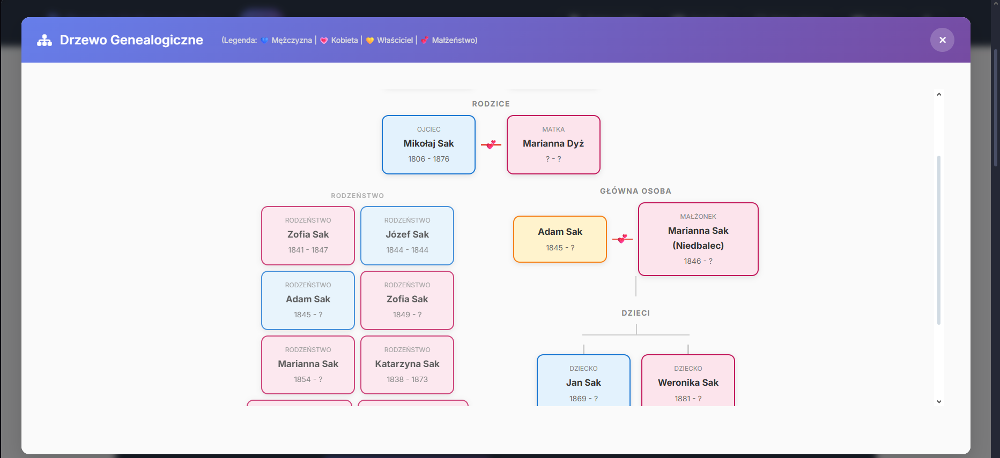 Drzewo Genealogiczne
(Legenda: 💙 Mężczyzna | 💗 Kobieta | 💛 Właściciel | 💕 Małżeństwo)
RODZICE
OJCIEC
Mikołaj Sak
1806 - 1876
MATKA
Marianna Dyż
? - ?
RODZEŃSTWO
RODZEŃSTWO
Zofia Sak
1841 - 1847
RODZEŃSTWO
Józef Sak
1844 - 1844
RODZEŃSTWO
Adam Sak
1845 - ?
RODZEŃSTWO
Zofia Sak
1849 - ?
RODZEŃSTWO
Marianna Sak
1854 - ?
RODZEŃSTWO
Katarzyna Sak
1838 - 1873
GŁÓWNA OSOBA
Adam Sak
1845 - ?
MAŁŻONEK
Marianna Sak
(Niedbalec)
1846 - ?
DZIECI
DZIECKO
Jan Sak
1869 - ?
DZIECKO
Weronika Sak
1881 - ?